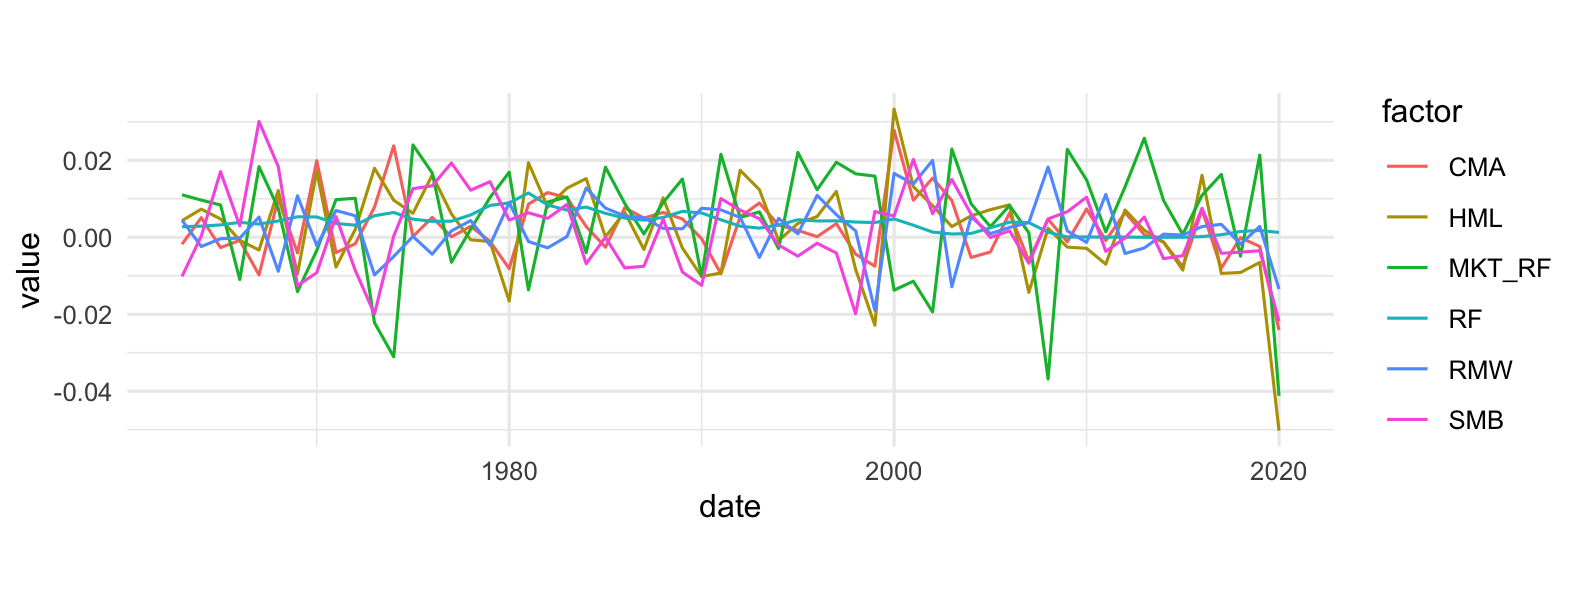 factor
CMA
HML
MKT_RF
RF
RMW
SMB
value
0.02
0.00
-0.02
-0.04
1980
2000
2020
date